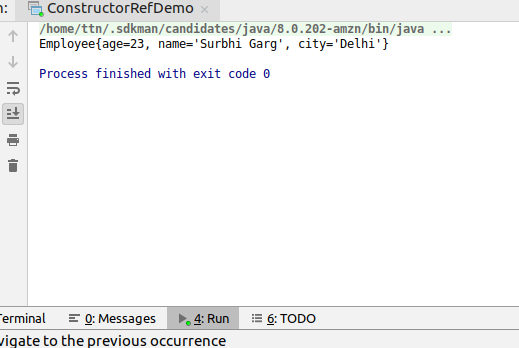 n: ConstructorRefDemo ×
/home/ttn/.sdkman/candidates/java/8.0.202-amzn/bin/java ...
Employee{age=23, name='Surbhi Garg', city='Delhi'}
Process finished with exit code 0
Terminal 0: Messages 4: Run 6: TODO
vigate to the previous occurrence